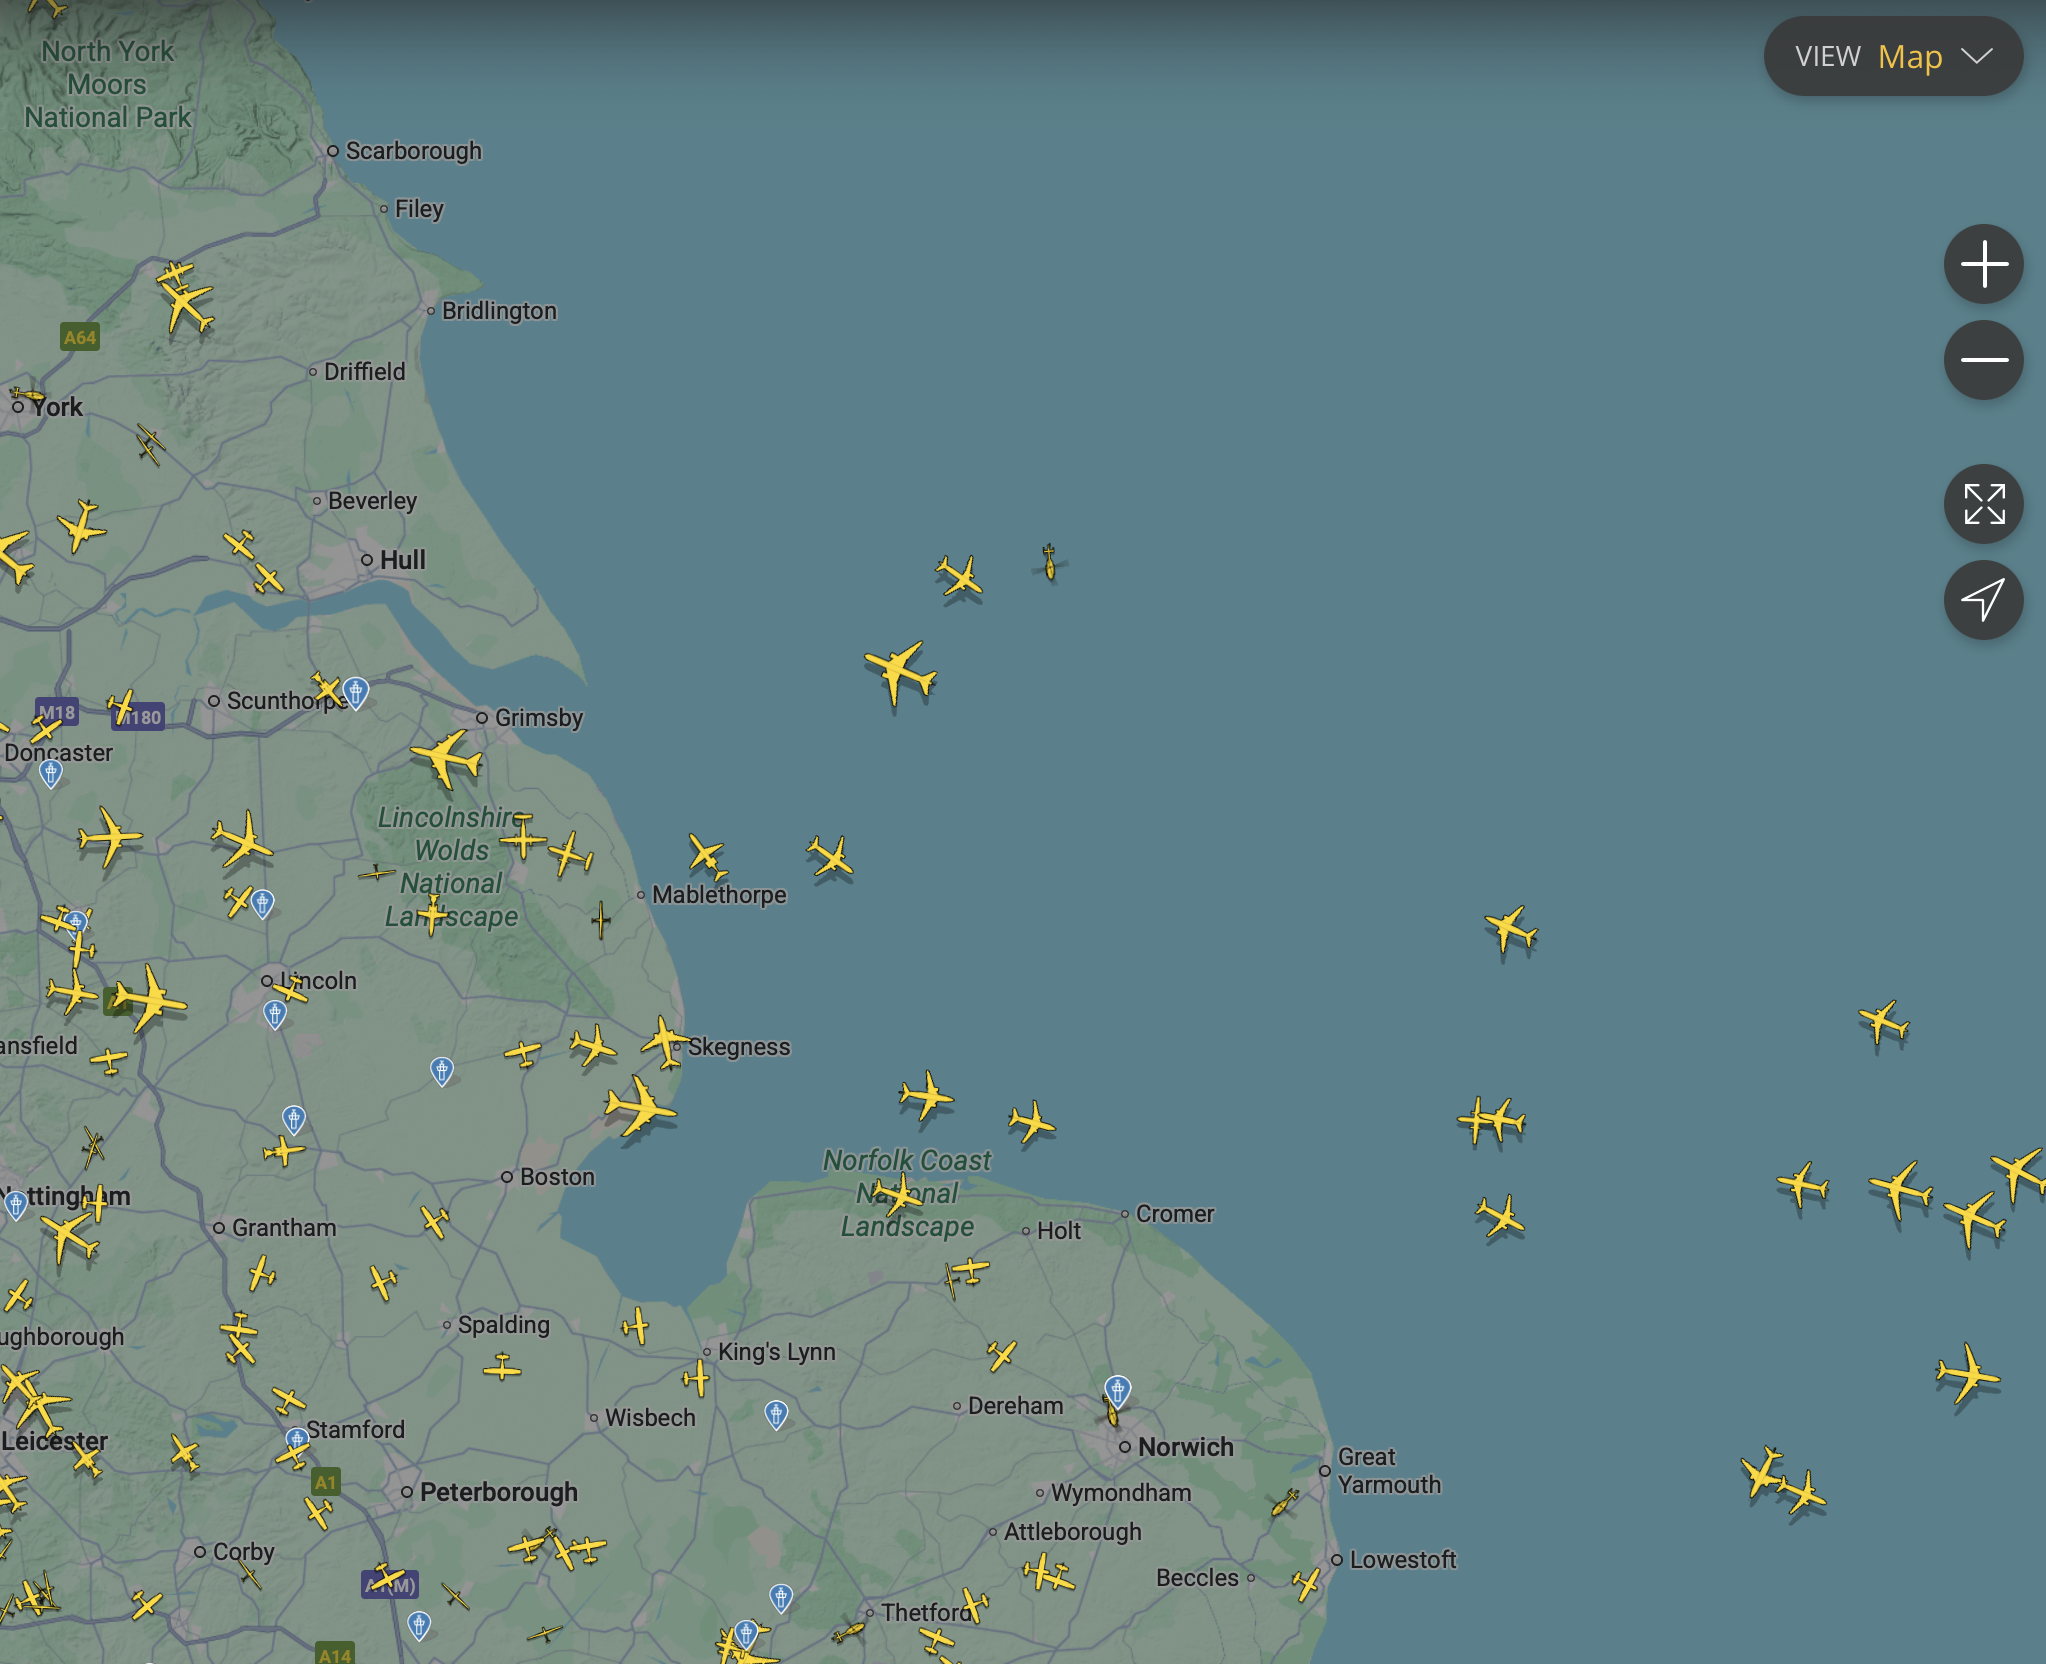 North York
Moors
National Park
VIEW Map
Scarborough
Filey
Bridlington
A64
Driffield
York
Beverley
Hull
M18
M180
Scunthorpe
Grimsby
Doncaster
Lincolnshire
Wolds
National
Landscape
Mablethorpe
Lincoln
ansfield
Skegness
Boston
Norfolk Coast
National
Landscape
Nottingham
Grantham
Holt
Cromer
ughborough
Spalding
King's Lynn
Dereham
Wisbech
Stamford
Leicester
Norwich
Great
Yarmouth
A1
Peterborough
Wymondham
Attleborough
Corby
Lowestoft
Beccles
Thetford
A14